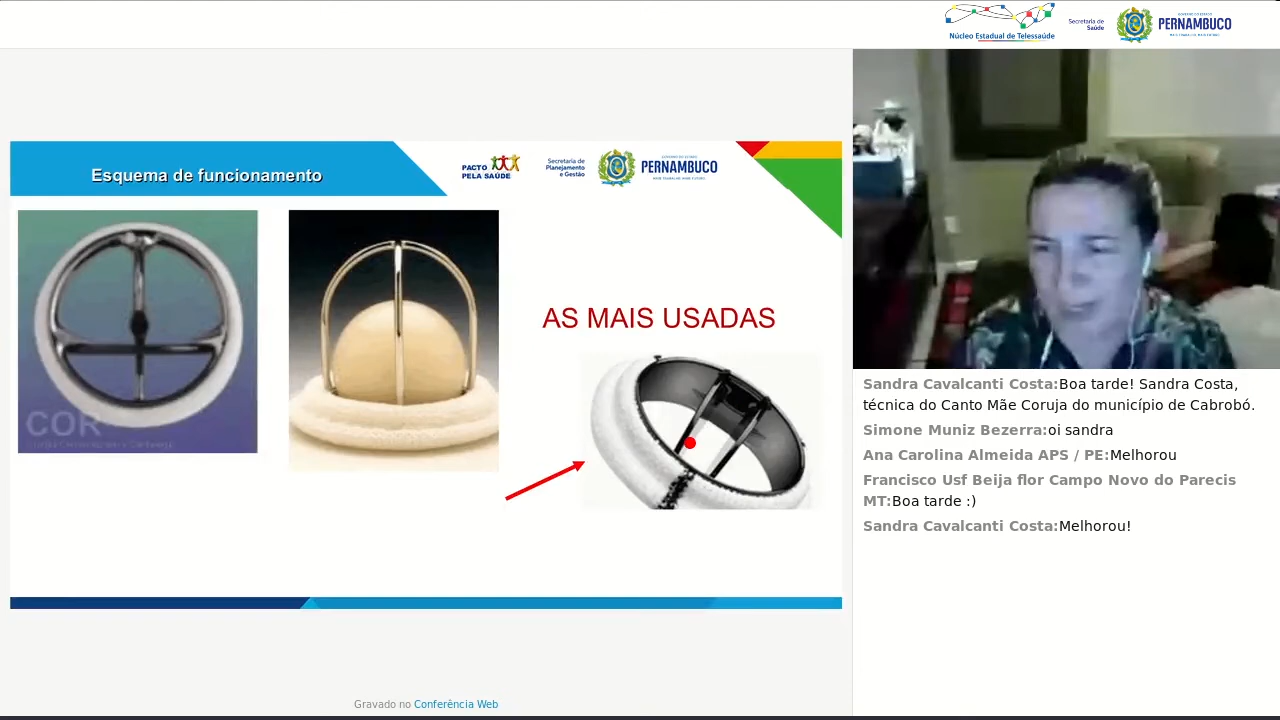 Núcleo Estadual de Telessaúde
Secretaria de
Saúde
PERNAMBUCO
Esquema de funcionamento
PACTO
PELA SAÚDE
Secretaria de
Planejamento
e Gestão
PERNAMBUCO
AS MAIS USADAS
COR
Sandra Cavalcanti Costa:Boa tarde! Sandra Costa,
técnica do Canto Mãe Coruja do município de Cabrobó.
Simone Muniz Bezerra:oi sandra
Ana Carolina Almeida APS / PE:Melhorou
Francisco Usf Beija flor Campo Novo do Parecis
MT:Boa tarde :)
Sandra Cavalcanti Costa:Melhorou!
Gravado no Conferência Web